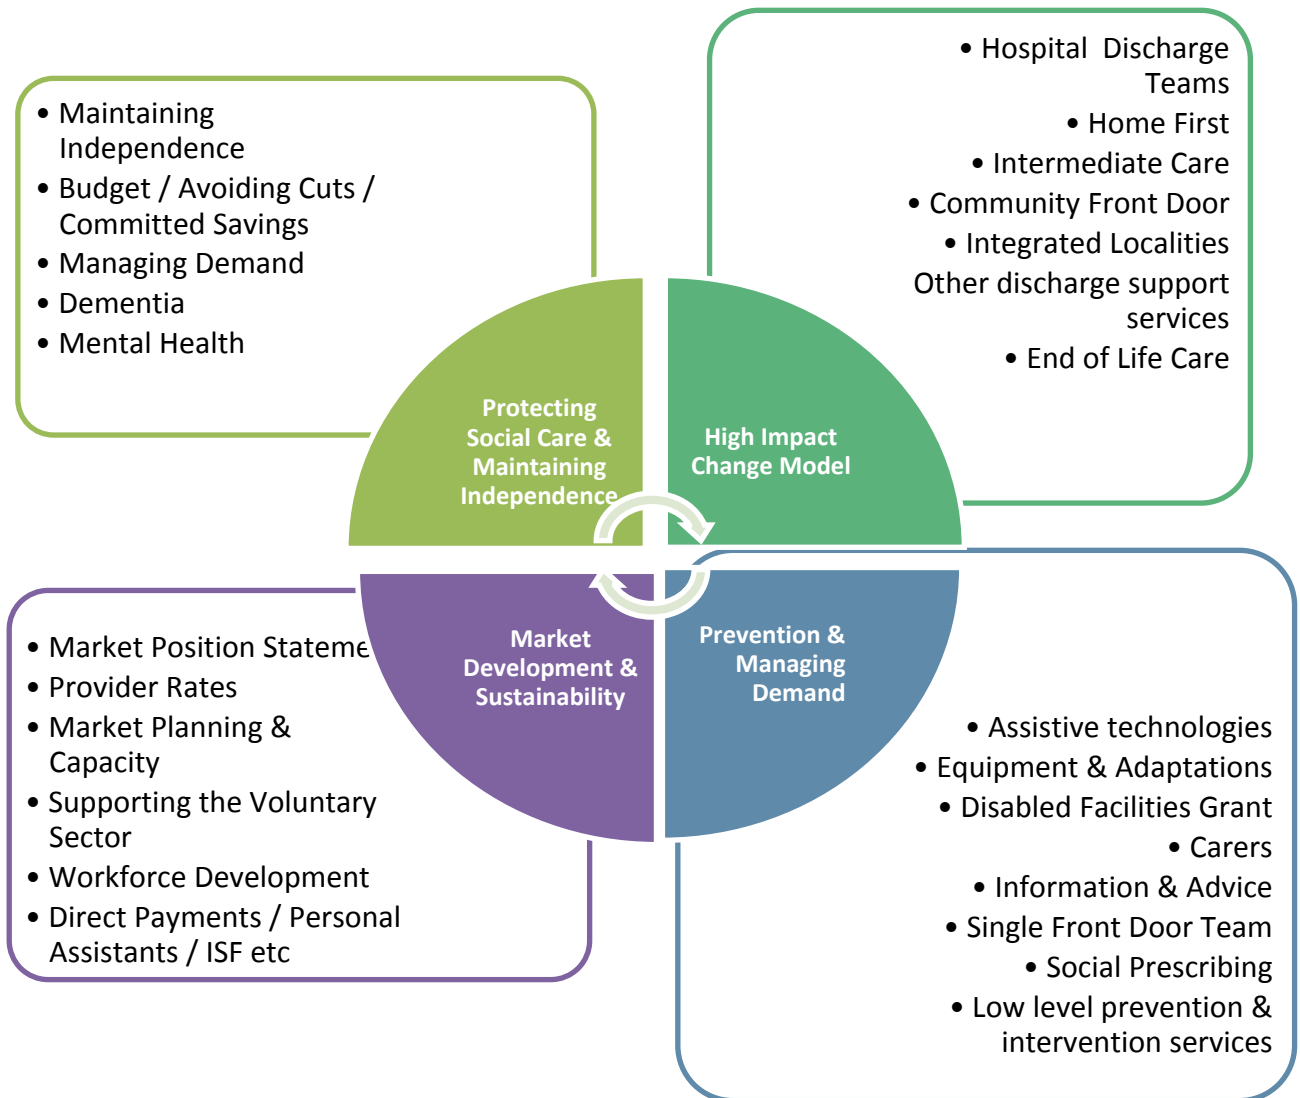 • Maintaining
Independence
• Budget / Avoiding Cuts /
Committed Savings
• Managing Demand
• Dementia
• Mental Health
• Hospital Discharge
Teams
• Home First
• Intermediate Care
• Community Front Door
• Integrated Localities
Other discharge support
services
• End of Life Care
Protecting
Social Care &
Maintaining
Independence
High Impact
Change Model
Market
Development &
Sustainability
Prevention &
Managing
Demand
• Market Position Stateme
• Provider Rates
• Market Planning &
Capacity
• Supporting the Voluntary
Sector
• Workforce Development
• Direct Payments / Personal
Assistants / ISF etc
• Assistive technologies
• Equipment & Adaptations
• Disabled Facilities Grant
• Carers
• Information & Advice
• Single Front Door Team
• Social Prescribing
• Low level prevention &
intervention services